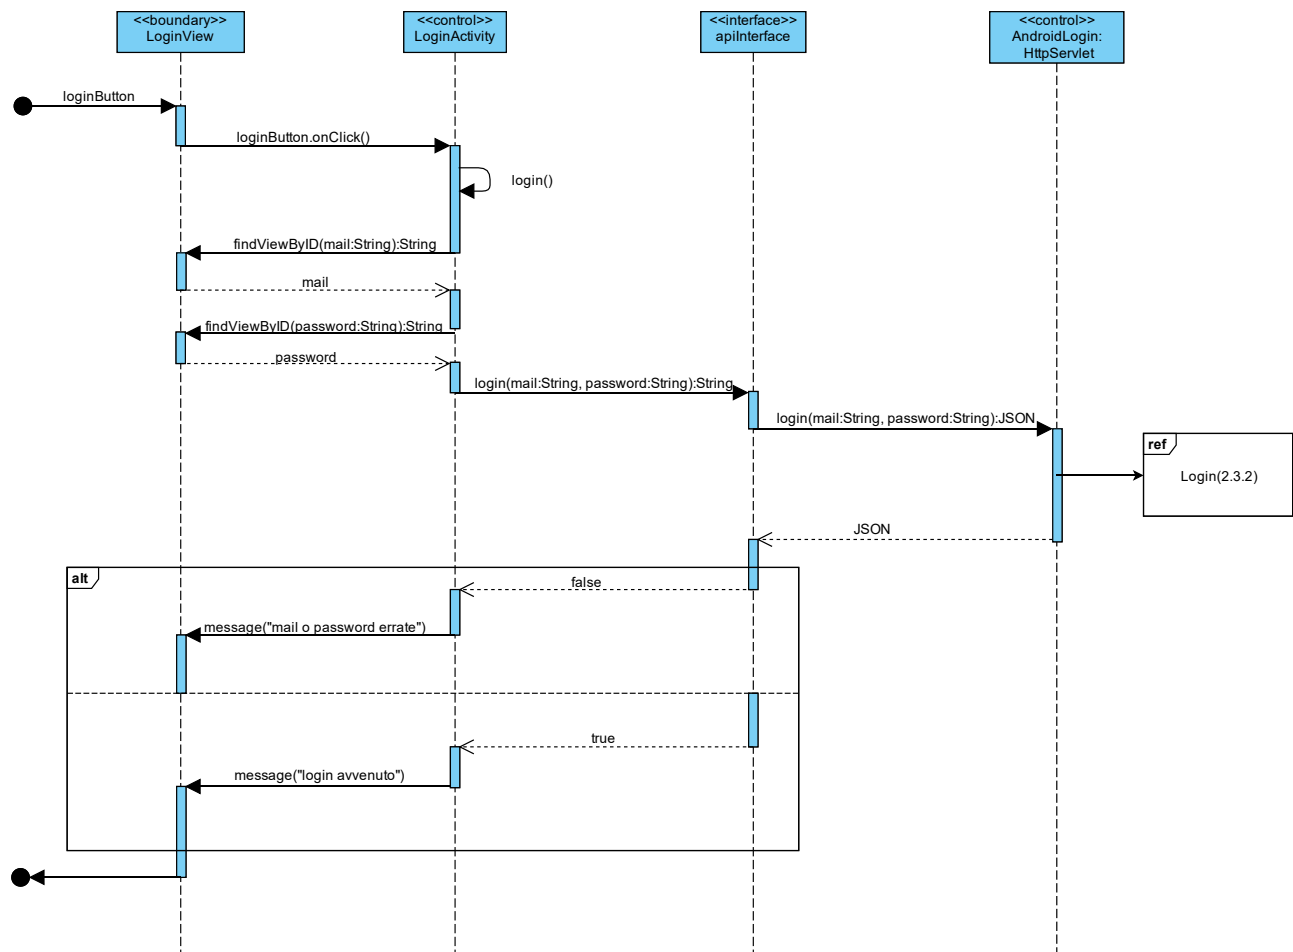 <<boundary>>
LoginView
<<control>>
LoginActivity
<<interface>>
apiInterface
<<control>>
AndroidLogin:
HttpServlet
loginButton
loginButton.onClick()
login()
findViewByID(mail:String):String
mail
findViewByID(password:String):String
password
login(mail:String, password:String):String
login(mail:String, password:String):JSON
ref
Login(2.3.2)
JSON
alt
false
message("mail o password errate")
true
message("login avvenuto")